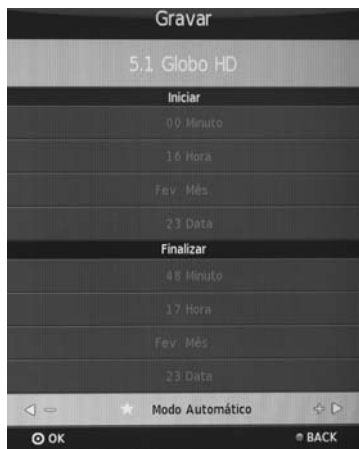 Gravar
5.1 Globo HD
Iniciar
00 Minuto
16 Hora
Fev Mês
23 Data
Finalizar
48 Minuto
17 Hora
Fev Mês
23 Data
Modo Automático
OK BACK